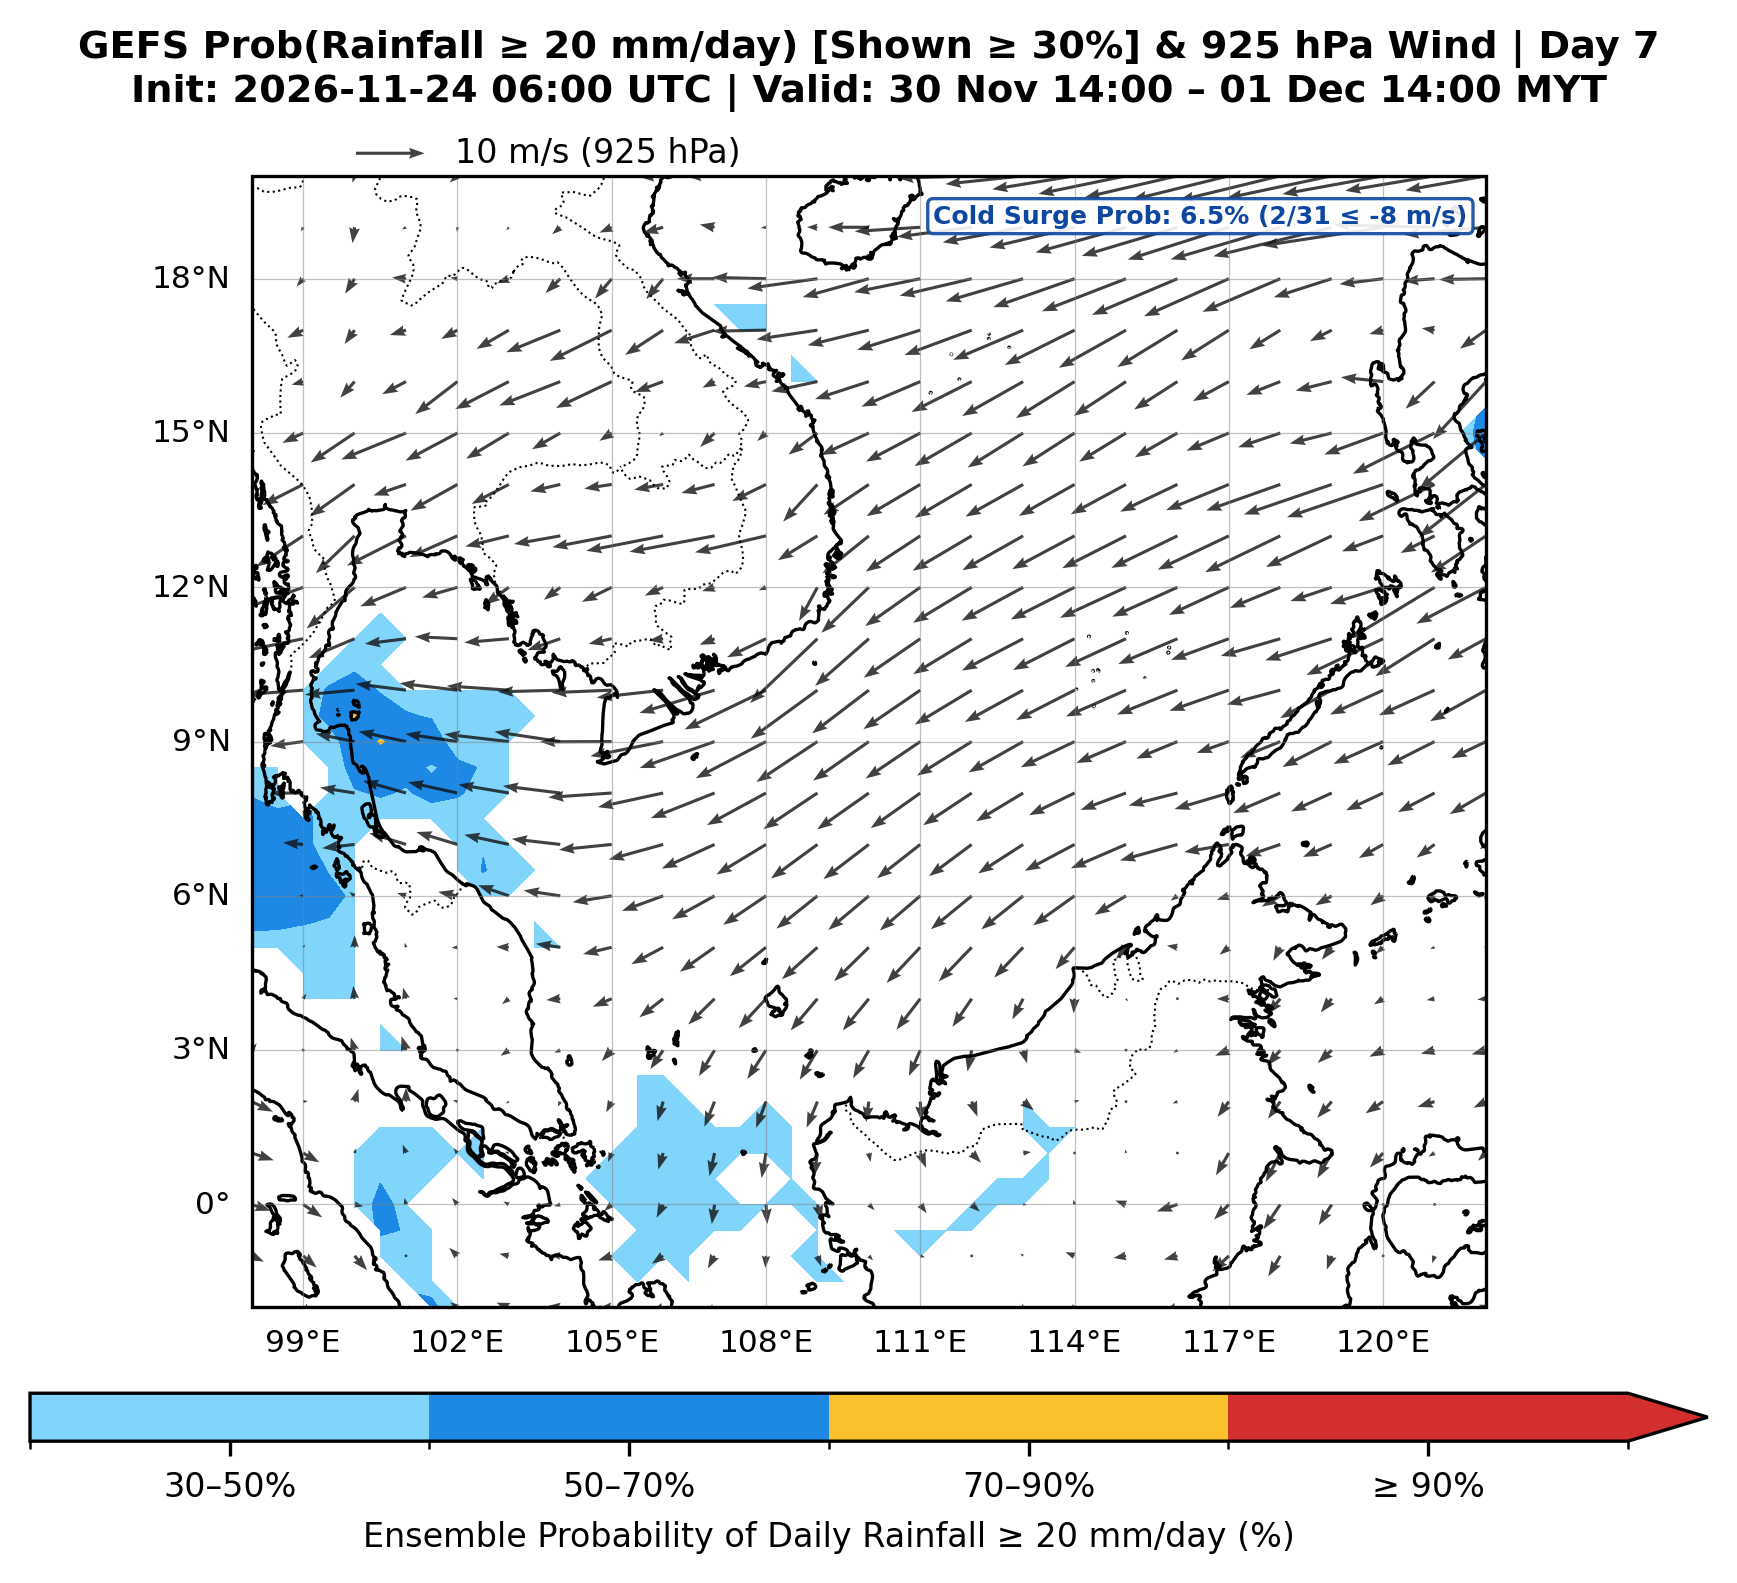 GEFS Prob(Rainfall ≥ 20 mm/day) [Shown ≥ 30%] & 925 hPa Wind | Day 7
Init: 2026-11-24 06:00 UTC | Valid: 30 Nov 14:00 – 01 Dec 14:00 MYT
10 m/s (925 hPa)
Cold Surge Prob: 6.5% (2/31 ≤ -8 m/s)
18°N
15°N
12°N
9°N
6°N
3°N
0°
99°E 102°E 105°E 108°E 111°E 114°E 117°E 120°E
30–50% 50–70% 70–90% ≥ 90%
Ensemble Probability of Daily Rainfall ≥ 20 mm/day (%)